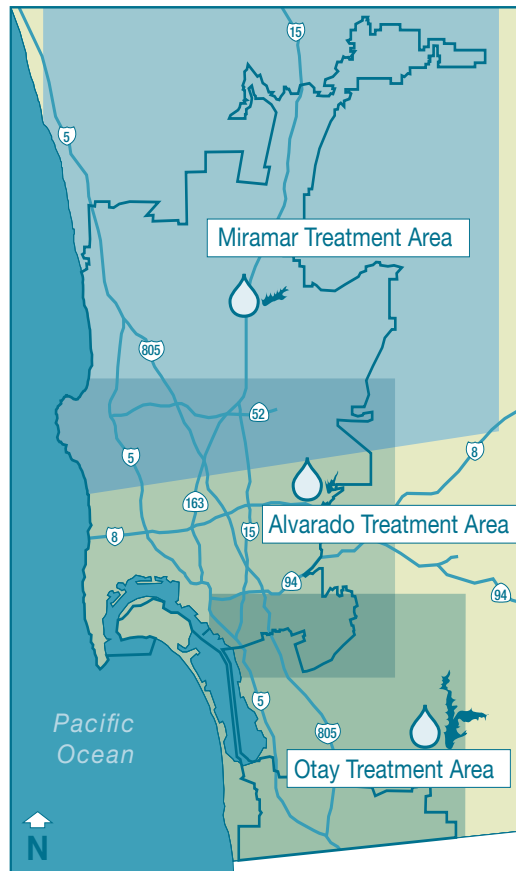 15
5
Miramar Treatment Area
805
52
5
8
163
Alvarado Treatment Area
15
8
94
94
5
Pacific
Ocean
805
Otay Treatment Area
N